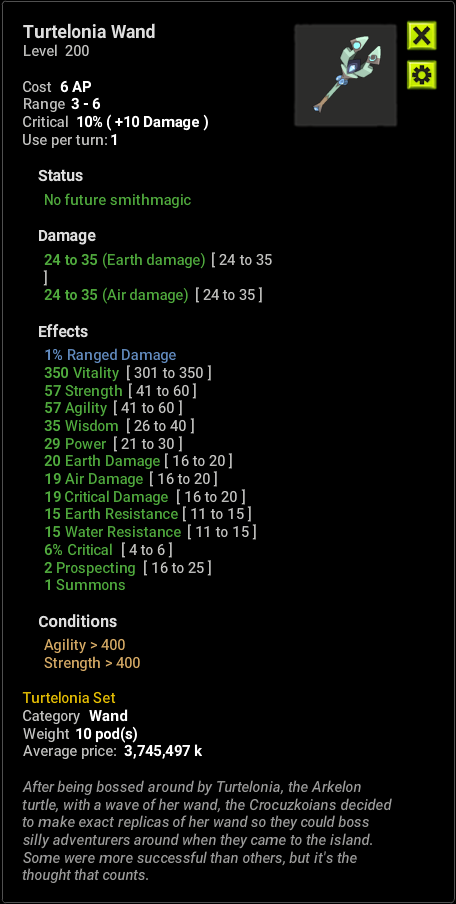 Turtelonia Wand
Level 200
Cost 6 AP
Range 3 - 6
Critical 10% ( +10 Damage )
Use per turn: 1
Status
No future smithmagic
Damage
24 to 35 (Earth damage) [ 24 to 35
]
24 to 35 (Air damage) [ 24 to 35 ]
Effects
1% Ranged Damage
350 Vitality [ 301 to 350 ]
57 Strength [ 41 to 60 ]
57 Agility [ 41 to 60 ]
35 Wisdom [ 26 to 40 ]
29 Power [ 21 to 30 ]
20 Earth Damage [ 16 to 20 ]
19 Air Damage [ 16 to 20 ]
19 Critical Damage [ 16 to 20 ]
15 Earth Resistance [ 11 to 15 ]
15 Water Resistance [ 11 to 15 ]
6% Critical [ 4 to 6 ]
2 Prospecting [ 16 to 25 ]
1 Summons
Conditions
Agility > 400
Strength > 400
Turtelonia Set
Category Wand
Weight 10 pod(s)
Average price: 3,745,497 k
After being bossed around by Turtelonia, the Arkelon
turtle, with a wave of her wand, the Crocuzkoians decided
to make exact replicas of her wand so they could boss
silly adventurers around when they came to the island.
Some were more successful than others, but it's the
thought that counts.